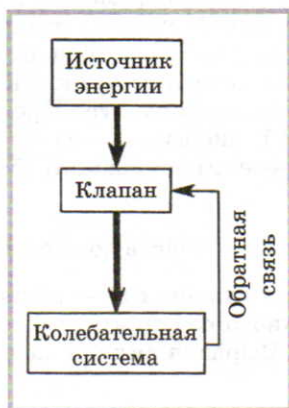 Источник
энергии
Клапан
Обратная
связь
Колебательная
система